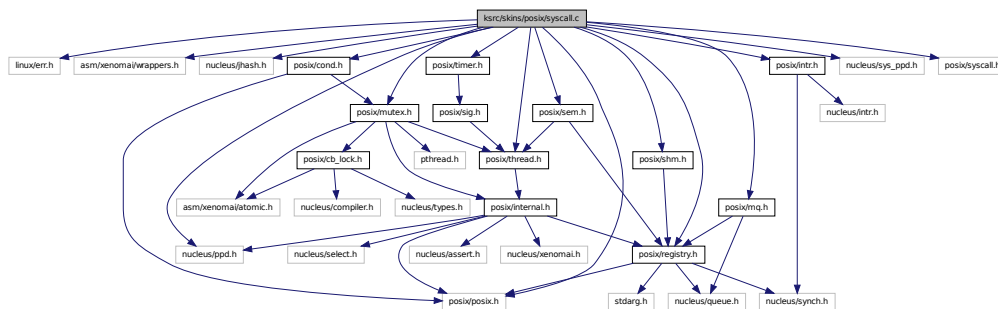 ksrc/skins/posix/syscall.c
linux/err.h
asm/xenomai/wrappers.h
nucleus/jhash.h
posix/cond.h
posix/timer.h
posix/intr.h
nucleus/sys_ppd.h
posix/syscall.h
posix/mutex.h
posix/sig.h
posix/sem.h
nucleus/intr.h
posix/cb_lock.h
pthread.h
posix/thread.h
posix/shm.h
asm/xenomai/atomic.h
nucleus/compiler.h
nucleus/types.h
posix/internal.h
posix/mq.h
nucleus/ppd.h
nucleus/select.h
nucleus/assert.h
nucleus/xenomai.h
posix/registry.h
posix/posix.h
stdarg.h
nucleus/queue.h
nucleus/synch.h